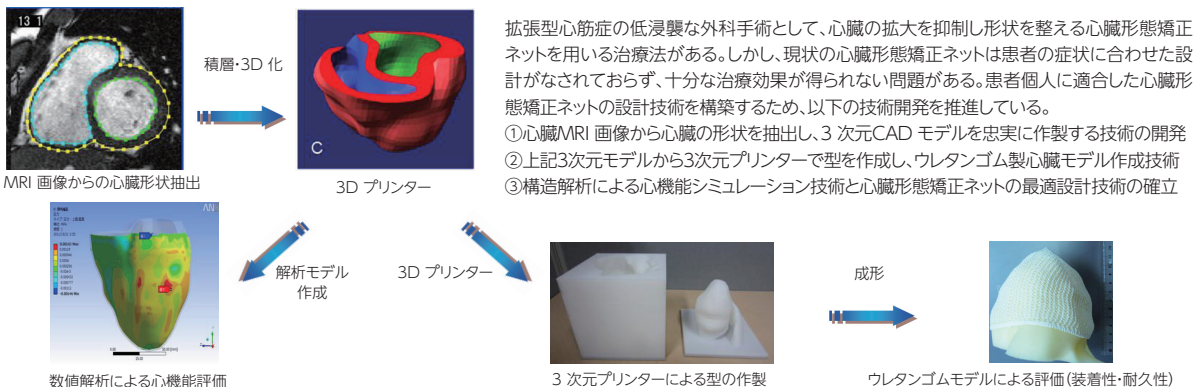 13 1
積層・3D 化
C
MRI 画像からの心臓形状抽出
3D プリンター
拡張型心筋症の低浸襲な外科手術として、心臓の拡大を抑制し形状を整える心臓形態矯正
ネットを用いる治療法がある。しかし、現状の心臓形態矯正ネットは患者の症状に合わせた設
計がなされておらず、十分な治療効果が得られない問題がある。患者個人に適合した心臓形
態矯正ネットの設計技術を構築するため、以下の技術開発を推進している。
①心臓MRI 画像から心臓の形状を抽出し、3 次元CAD モデルを忠実に作製する技術の開発
②上記3次元モデルから3次元プリンターで型を作成し、ウレタンゴム製心臓モデル作成技術
③構造解析による心機能シミュレーション技術と心臓形態矯正ネットの最適設計技術の確立
解析モデル
作成
3D プリンター
成形
数値解析による心機能評価
3 次元プリンターによる型の作製
ウレタンゴムモデルによる評価(装着性・耐久性)